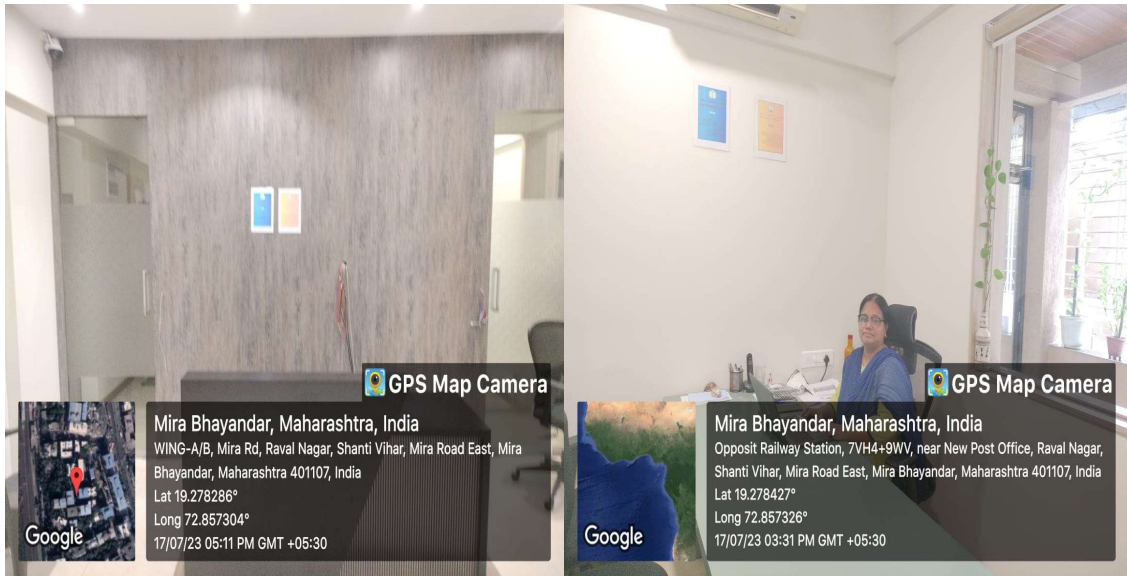 GPS Map Camera
Mira Bhayandar, Maharashtra, India
WING-A/B, Mira Rd, Raval Nagar, Shanti Vihar, Mira Road East, Mira
Bhayandar, Maharashtra 401107, India
Lat 19.278286°
Long 72.857304°
17/07/23 05:11 PM GMT +05:30
Google
GPS Map Camera
Mira Bhayandar, Maharashtra, India
Opposit Railway Station, 7VH4+9WV, near New Post Office, Raval Nagar,
Shanti Vihar, Mira Road East, Mira Bhayandar, Maharashtra 401107, India
Lat 19.278427°
Long 72.857326°
17/07/23 03:31 PM GMT +05:30
Google